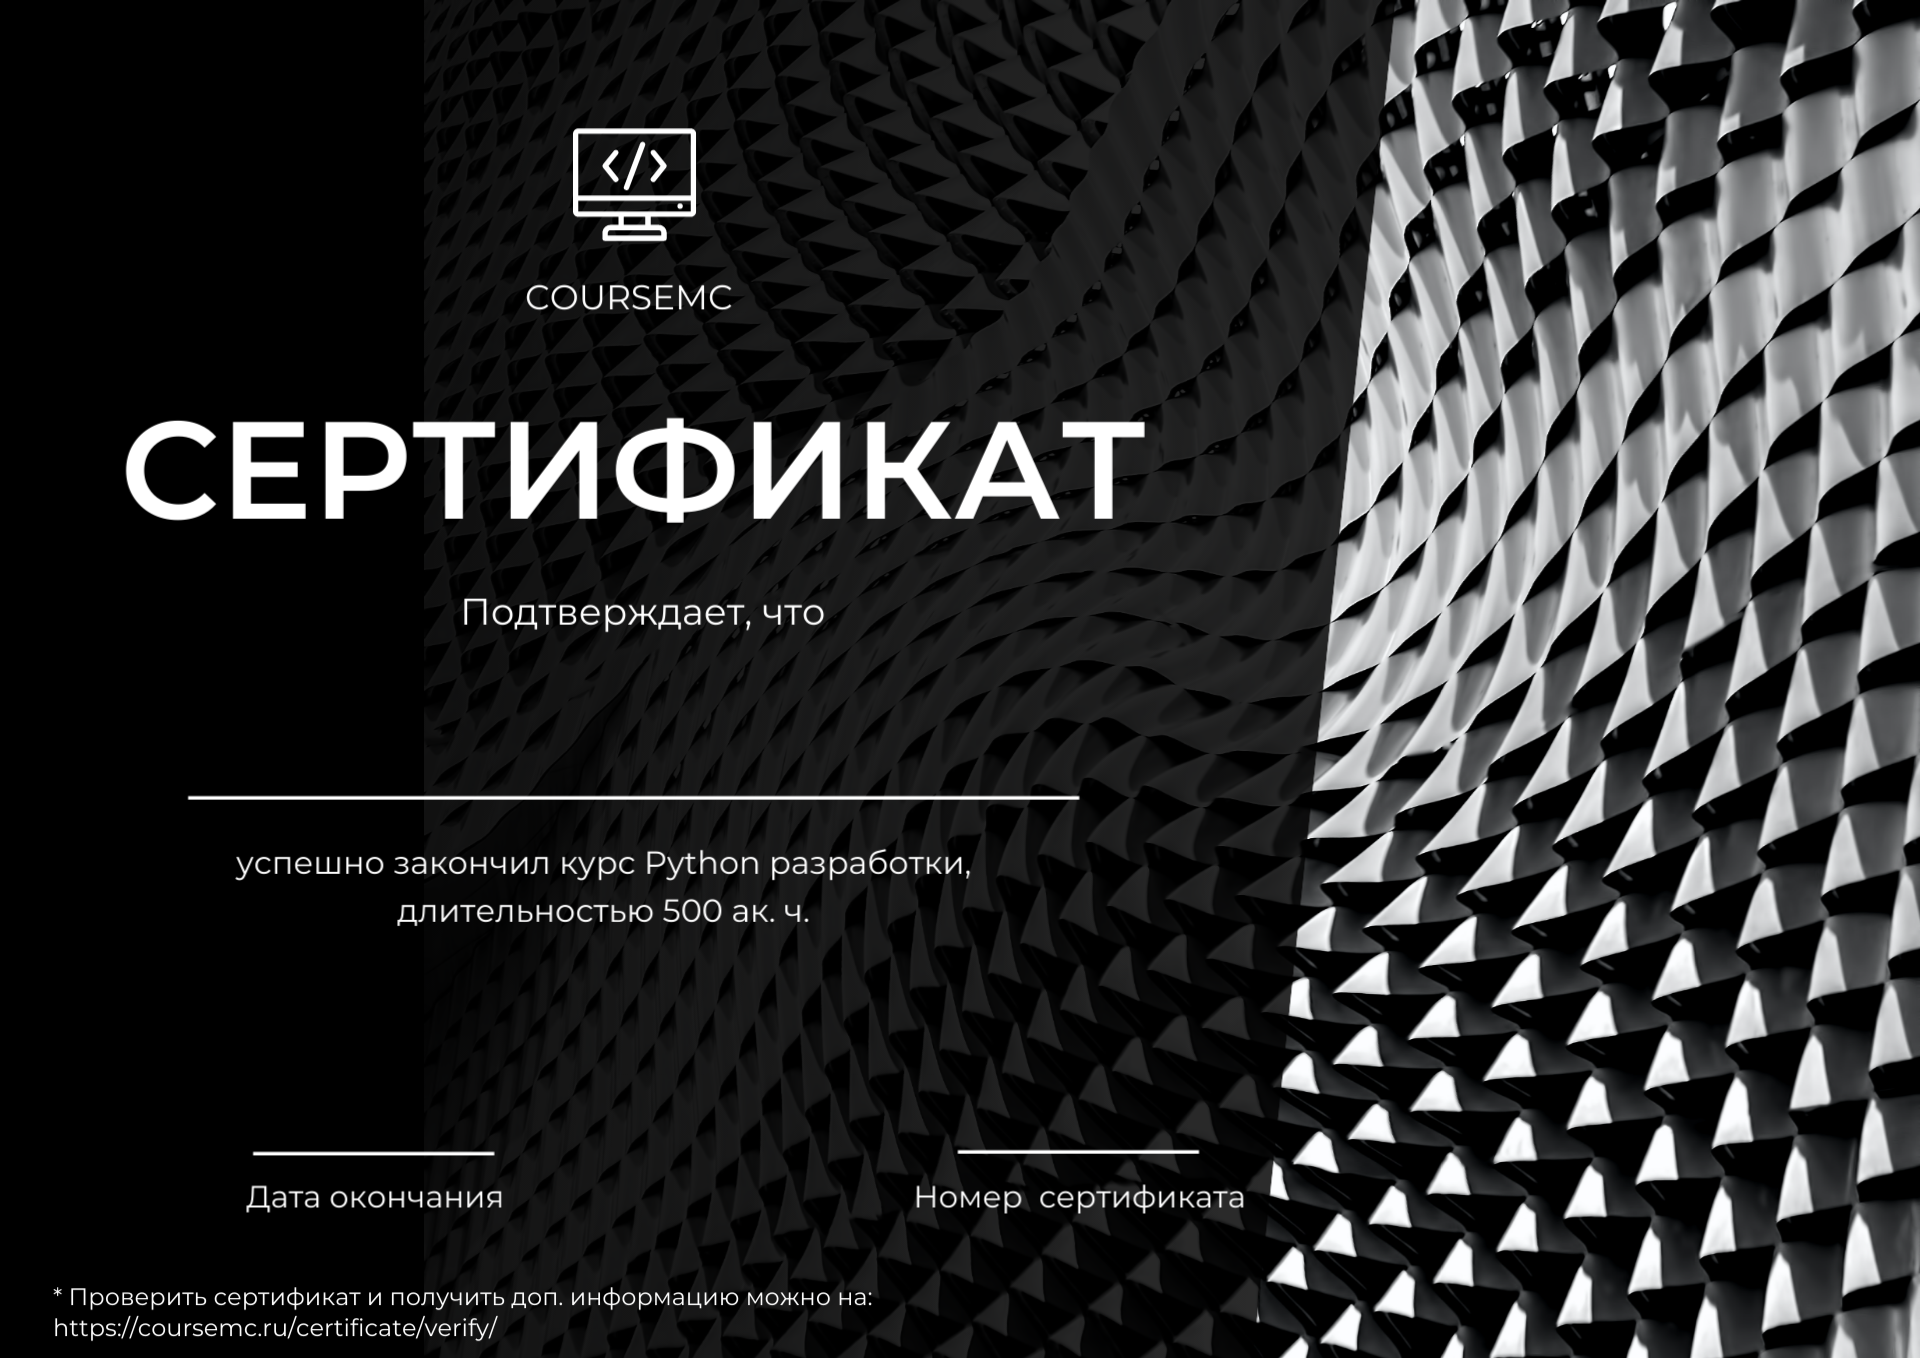 </>
COURSEMC
СЕРТИФИКАТ
Подтверждает, что
успешно закончил курс Python разработки,
длительностью 500 ак. ч.
Дата окончания
Номер сертификата
* Проверить сертификат и получить доп. информацию можно на:
https://coursemc.ru/certificate/verify/